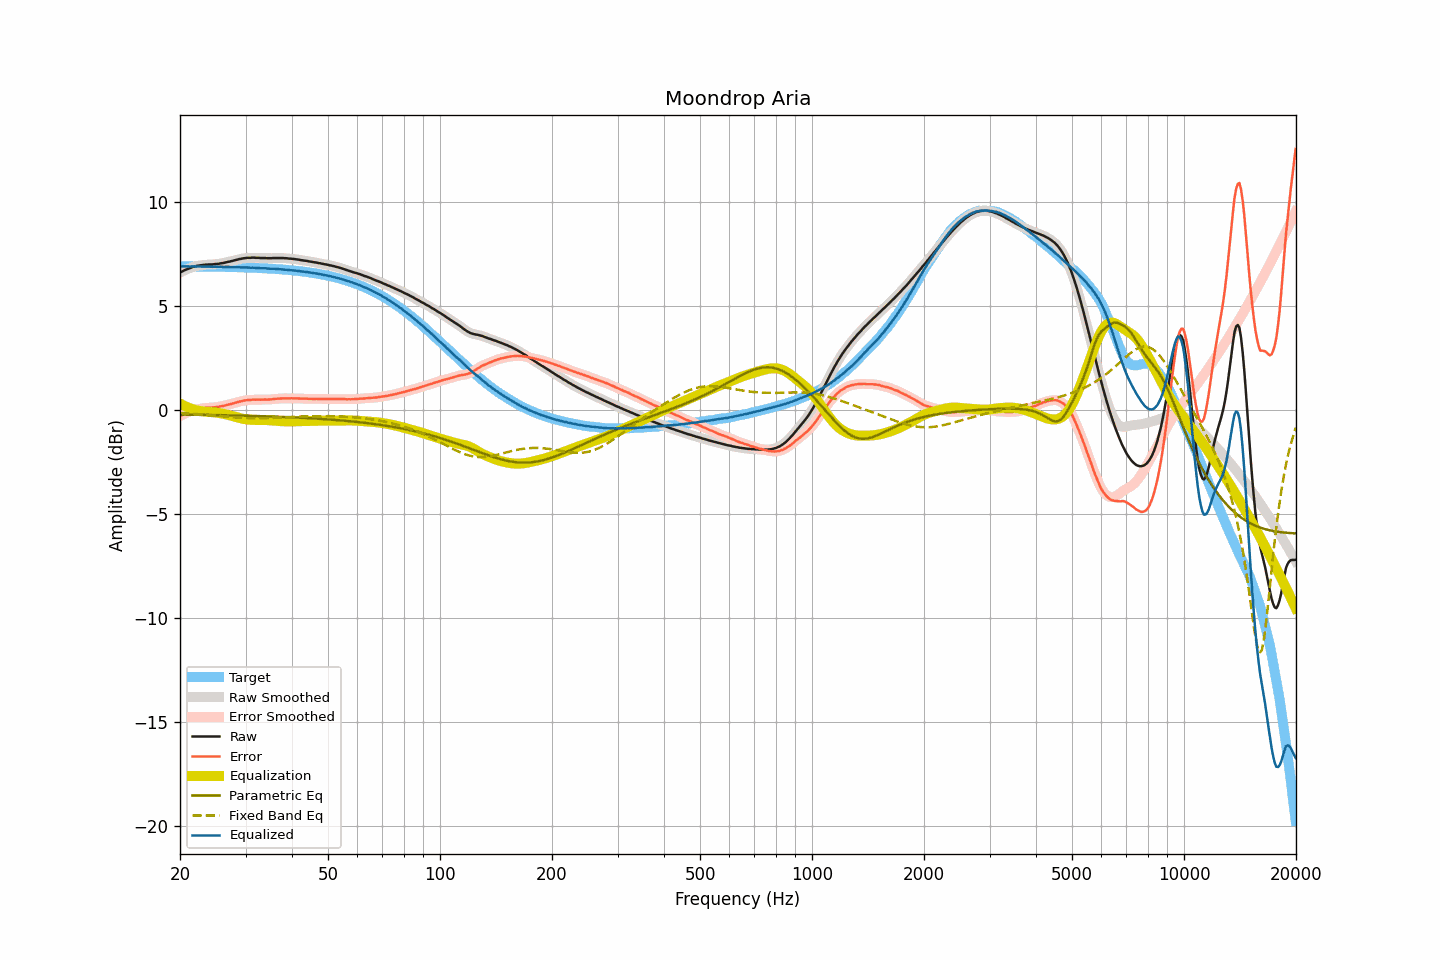 Moondrop Aria
10
5
0
−5
−10
−15
−20
Amplitude (dBr)
Target
Raw Smoothed
Error Smoothed
Raw
Error
Equalization
Parametric Eq
Fixed Band Eq
Equalized
20 50 100 200 500 1000 2000 5000 10000 20000
Frequency (Hz)